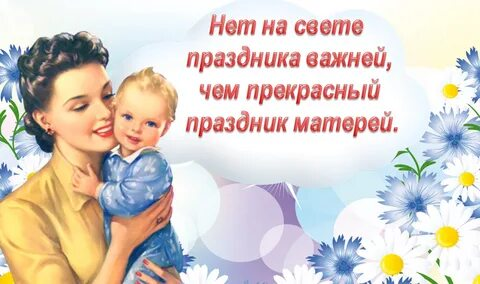 Нет на свете
праздника важней,
чем прекрасный
праздник матерей.